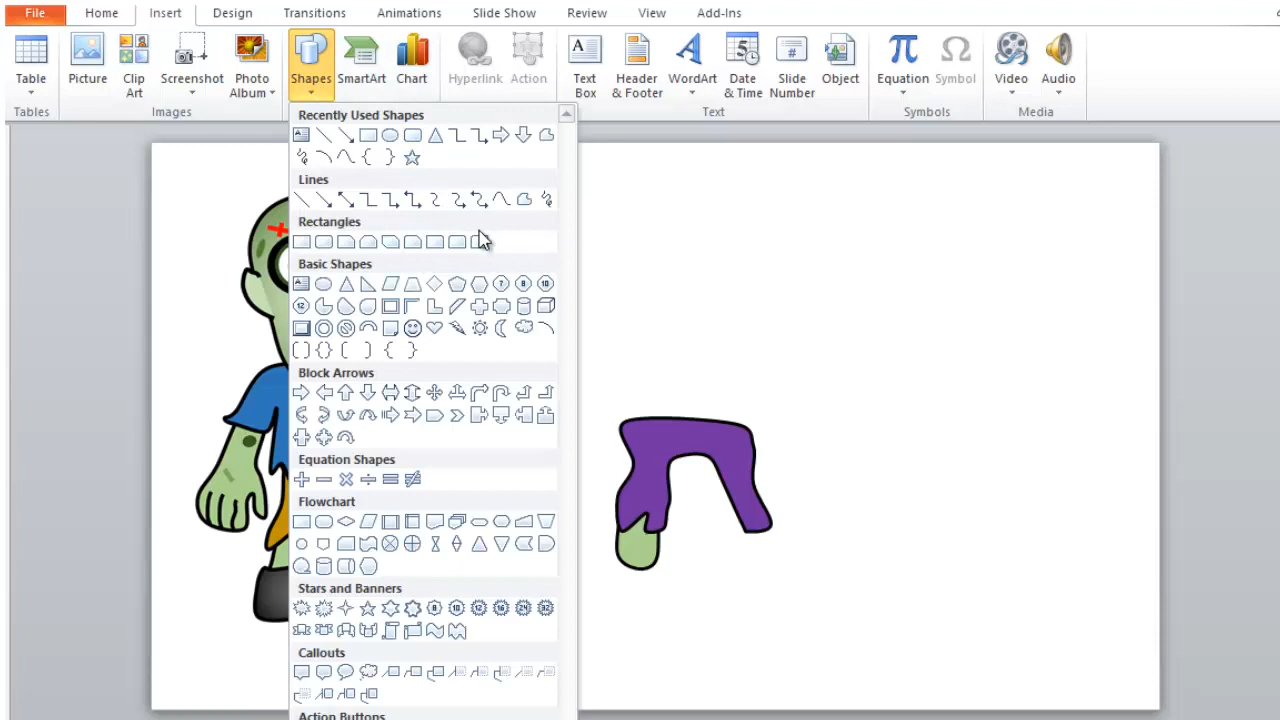 File Home Insert Design Transitions Animations Slide Show Review View Add-Ins
Table Picture Clip Art Screenshot Photo Album Shapes SmartArt Chart Hyperlink Action Text Box Header & Footer WordArt Date & Time Slide Number Object Equation Symbol Video Audio
Tables Images Text Symbols Media
Recently Used Shapes
Lines
Rectangles
Basic Shapes
Block Arrows
Equation Shapes
Flowchart
Stars and Banners
Callouts
Action Buttons